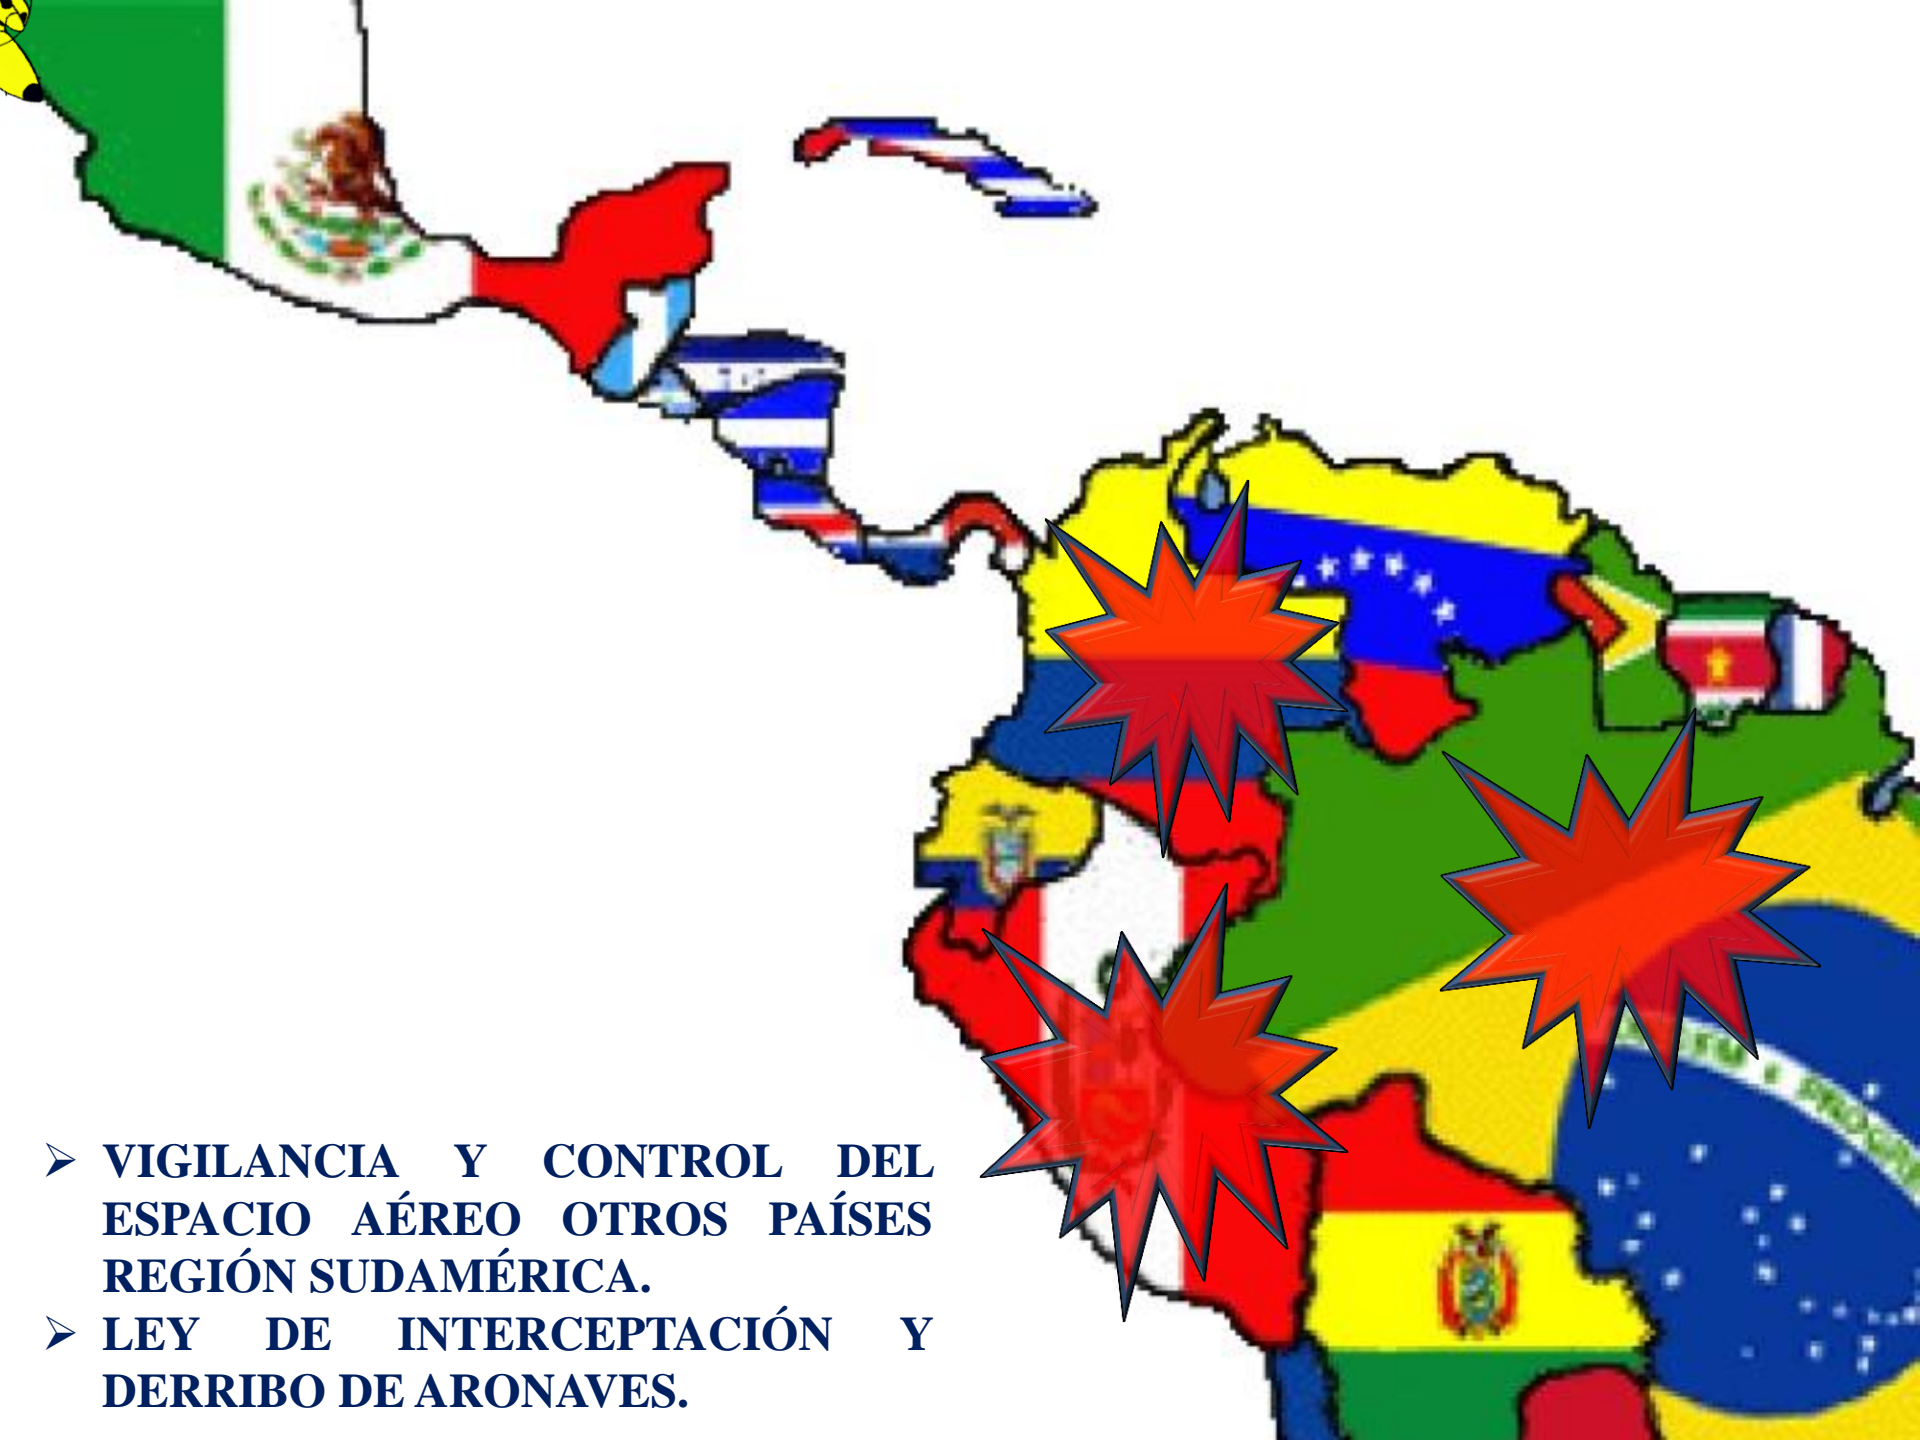 ➢ VIGILANCIA Y CONTROL DEL
ESPACIO AÉREO OTROS PAÍSES
REGIÓN SUDAMÉRICA.
➢ LEY DE INTERCEPTACIÓN Y
DERRIBO DE ARONAVES.